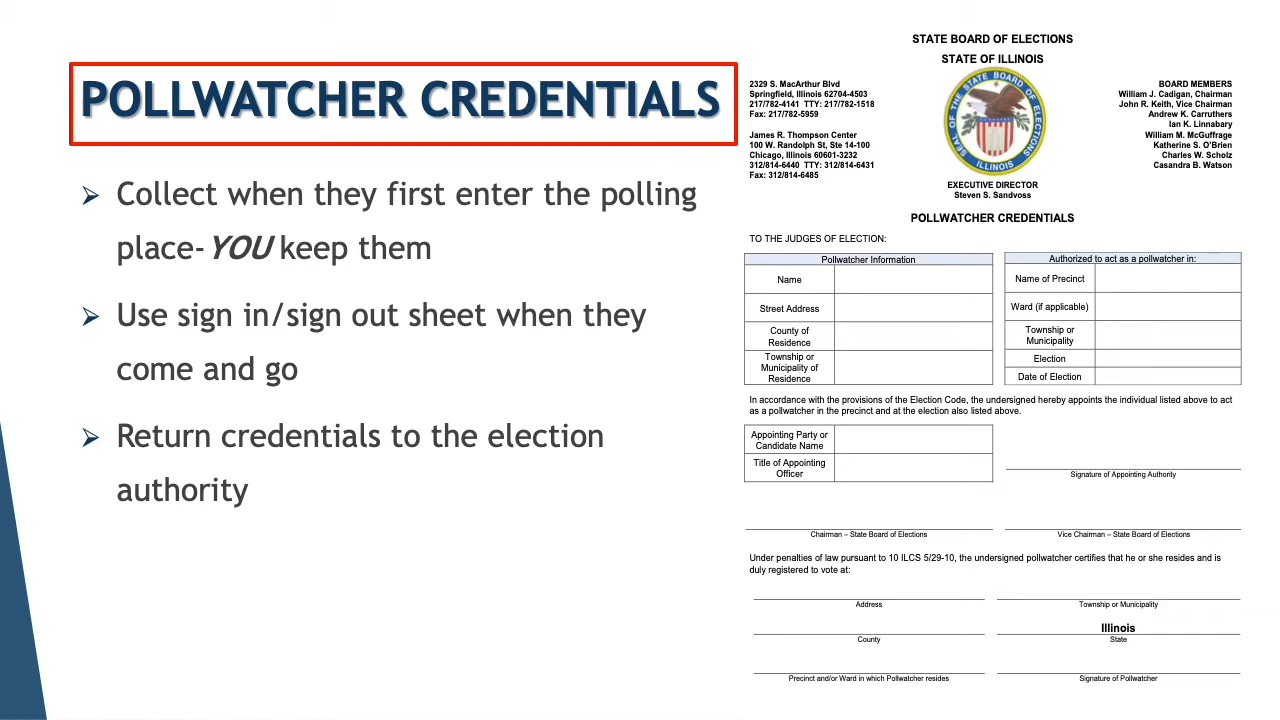 POLLWATCHER CREDENTIALS
➢ Collect when they first enter the polling
place-YOU keep them
➢ Use sign in/sign out sheet when they
come and go
➢ Return credentials to the election
authority
STATE BOARD OF ELECTIONS
STATE OF ILLINOIS
2329 S. MacArthur Blvd
Springfield, Illinois 62704-4503
217/782-4141 TTY: 217/782-1518
Fax: 217/782-5959
James R. Thompson Center
100 W. Randolph St, Ste 14-100
Chicago, Illinois 60601-3232
312/814-6440 TTY: 312/814-6431
Fax: 312/814-6485
SEAL OF THE STATE BOARD OF ELECTIONS
ILLINOIS
EXECUTIVE DIRECTOR
Steven S. Sandvoss
BOARD MEMBERS
William J. Cadigan, Chairman
John R. Keith, Vice Chairman
Andrew K. Carruthers
Ian K. Linnabary
William M. McGuffrage
Katherine S. O'Brien
Charles W. Scholz
Casandra B. Watson
POLLWATCHER CREDENTIALS
TO THE JUDGES OF ELECTION:
Pollwatcher Information
Name
Street Address
County of
Residence
Township or
Municipality of
Residence
Authorized to act as a pollwatcher in:
Name of Precinct
Ward (if applicable)
Township or
Municipality
Election
Date of Election
In accordance with the provisions of the Election Code, the undersigned hereby appoints the individual listed above to act
as a pollwatcher in the precinct and at the election also listed above.
Appointing Party or
Candidate Name
Title of Appointing
Officer
Signature of Appointing Authority
Chairman – State Board of Elections
Vice Chairman – State Board of Elections
Under penalties of law pursuant to 10 ILCS 5/29-10, the undersigned pollwatcher certifies that he or she resides and is
duly registered to vote at:
Address
Township or Municipality
Illinois
County
State
Precinct and/or Ward in which Pollwatcher resides
Signature of Pollwatcher